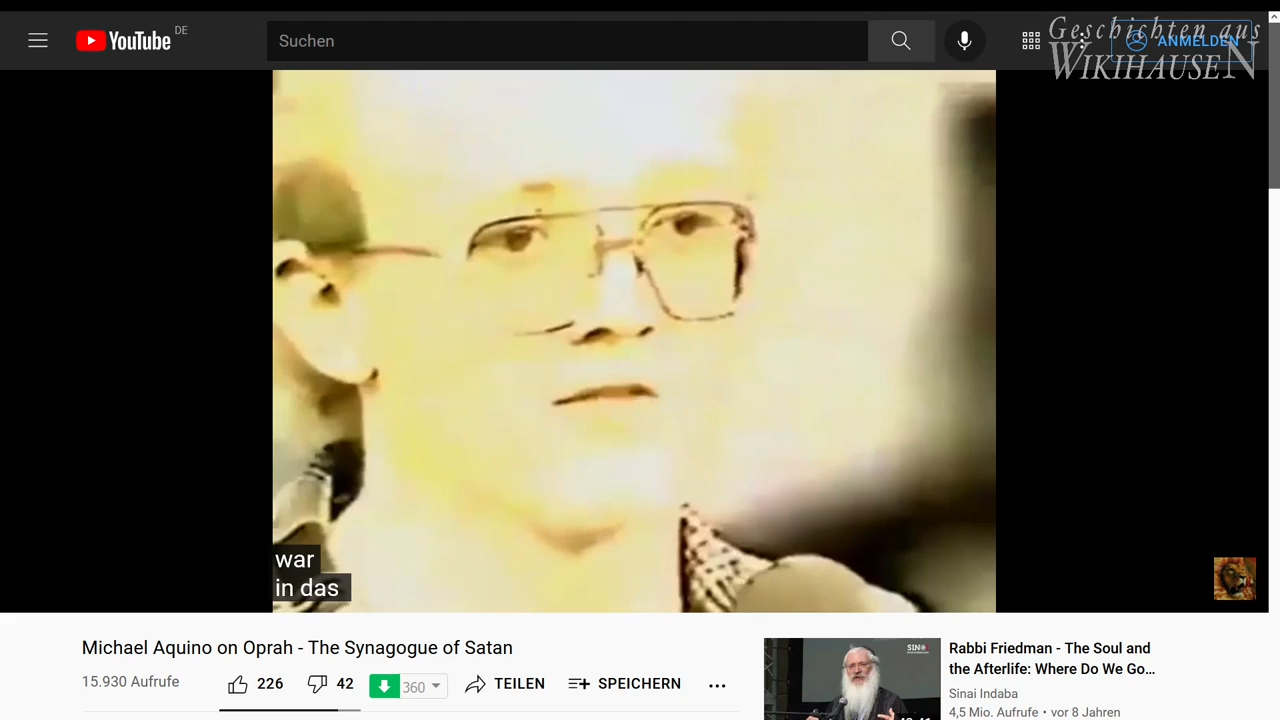 YouTube DE
Suchen
ANMELDEN
Geschichten aus
WIKIHAUSEN
war
in das
Michael Aquino on Oprah - The Synagogue of Satan
15.930 Aufrufe
226
42
360
TEILEN
SPEICHERN
SINAI
Rabbi Friedman - The Soul and
the Afterlife: Where Do We Go...
Sinai Indaba
4,5 Mio. Aufrufe • vor 8 Jahren